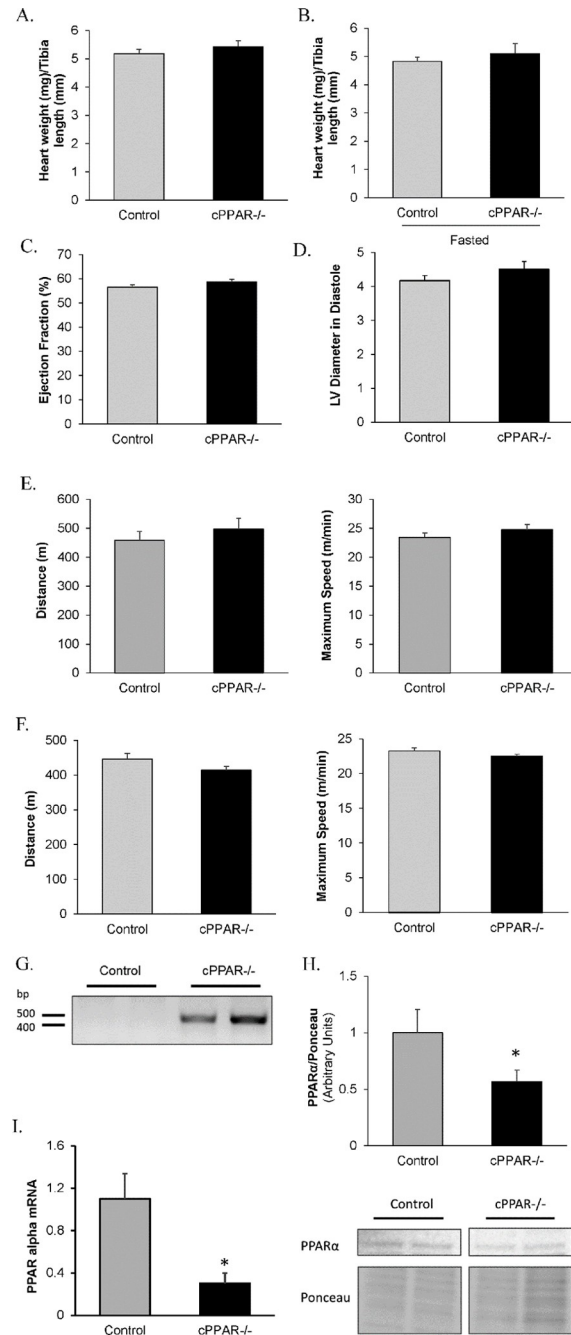 A.
Heart weight (mg)/Tibia
length (mm)
6
5
4
3
2
1
0
Control
cPPAR-/-
B.
Heart weight (mg)/Tibia
length (mm)
6
5
4
3
2
1
0
Control
cPPAR-/-
Fasted
C.
Ejection Fraction (%)
70
60
50
40
30
20
10
0
Control
cPPAR-/-
D.
LV Diameter in Diastole
5
4
3
2
1
0
Control
cPPAR-/-
E.
Distance (m)
600
500
400
300
200
100
0
Control
cPPAR-/-
Maximum Speed (m/min)
30
25
20
15
10
5
0
Control
cPPAR-/-
F.
Distance (m)
500
400
300
200
100
0
Control
cPPAR-/-
Maximum Speed (m/min)
25
20
15
10
5
0
Control
cPPAR-/-
G.
Control
cPPAR-/-
bp
500
400
H.
PPARα/Ponceau
(Arbitrary Units)
1.5
1
0.5
0
*
Control
cPPAR-/-
I.
PPAR alpha mRNA
1.6
1.2
0.8
0.4
0
*
Control
cPPAR-/-
Control
cPPAR-/-
PPARα
Ponceau